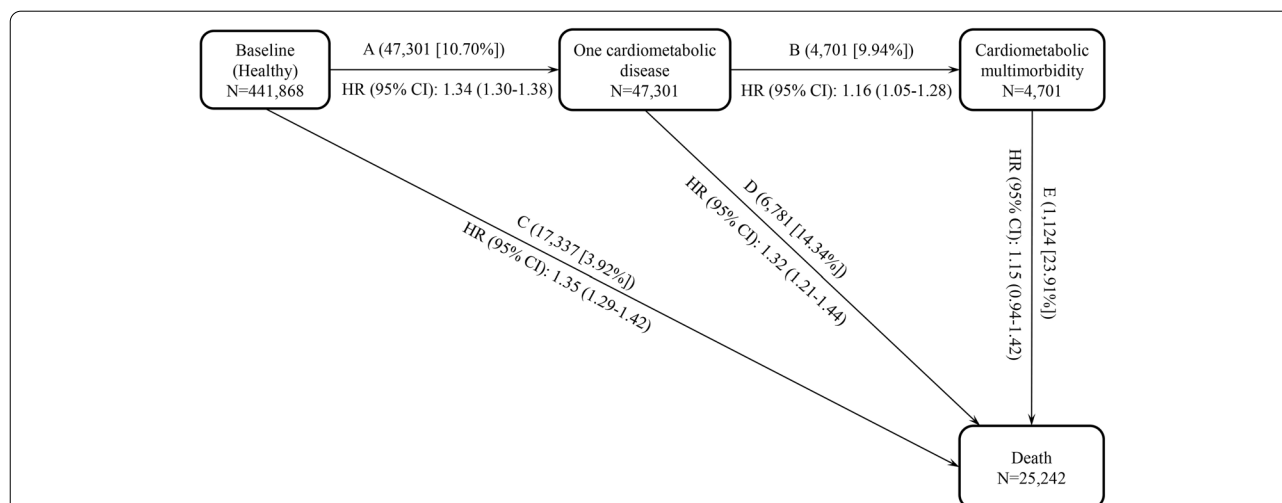 Baseline
(Healthy)
N=441,868
A (47,301 [10.70%])
HR (95% CI): 1.34 (1.30-1.38)
One cardiometabolic
disease
N=47,301
B (4,701 [9.94%])
HR (95% CI): 1.16 (1.05-1.28)
Cardiometabolic
multimorbidity
N=4,701
C (17,337 [3.92%])
HR (95% CI): 1.35 (1.29-1.42)
D (6,781 [14.34%])
HR (95% CI): 1.32 (1.21-1.44)
E (1,124 [23.91%])
HR (95% CI): 1.15 (0.94-1.42)
Death
N=25,242